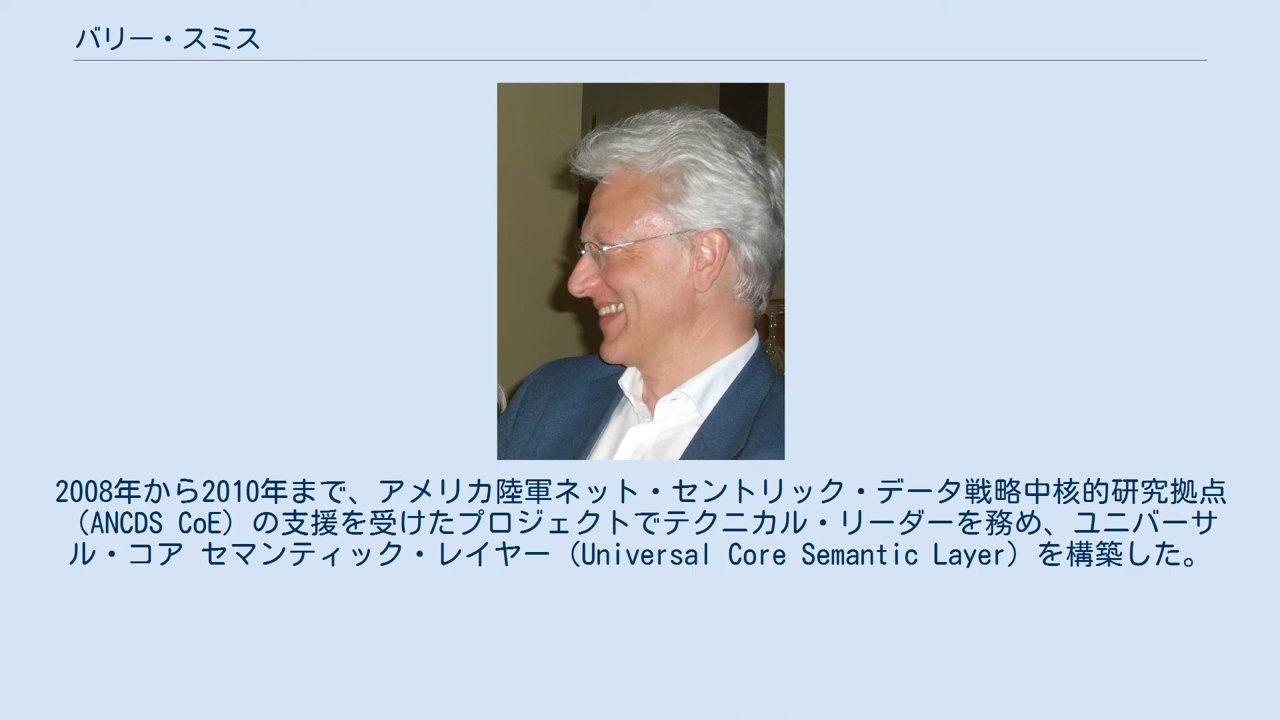 バリー・スミス
2008年から2010年まで、アメリカ陸軍ネット・セントリック・データ戦略中核的研究拠点
（ANCDS CoE）の支援を受けたプロジェクトでテクニカル・リーダーを務め、ユニバーサ
ル・コア セマンティック・レイヤー（Universal Core Semantic Layer）を構築した。